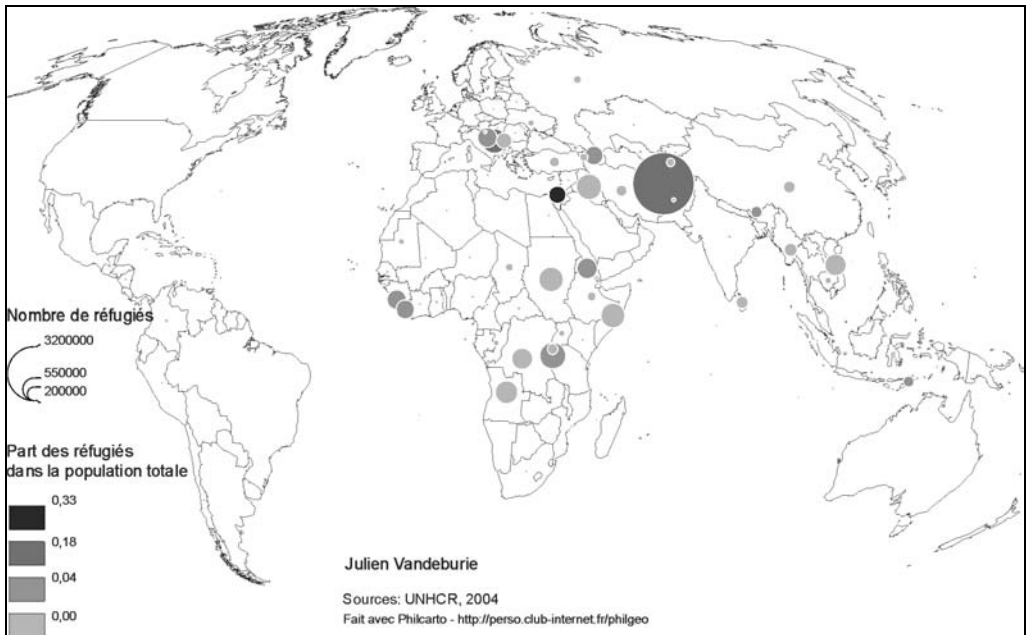 Nombre de réfugiés
3200000
550000
200000
Part des réfugiés
dans la population totale
0,33
0,18
0,04
0,00
Julien Vandeburie
Sources: UNHCR, 2004
Fait avec Philcarto - http://perso.club-internet.fr/philgeo